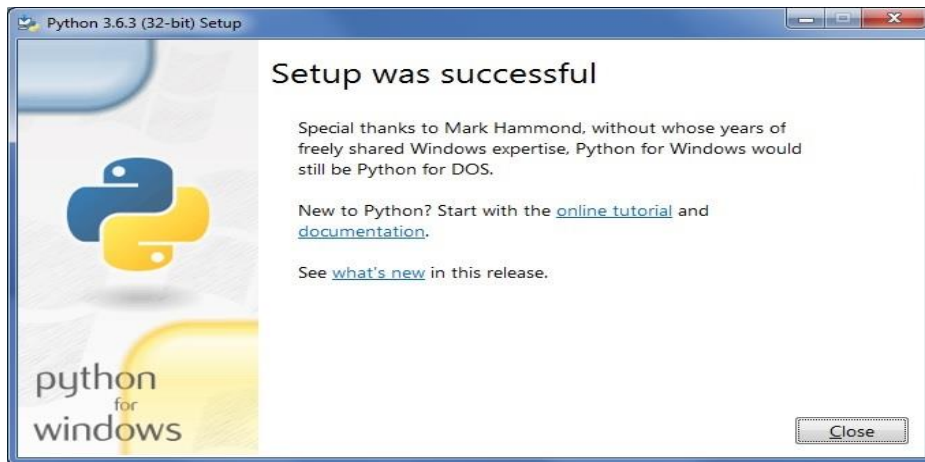 Python 3.6.3 (32-bit) Setup
Setup was successful
Special thanks to Mark Hammond, without whose years of
freely shared Windows expertise, Python for Windows would
still be Python for DOS.
New to Python? Start with the online tutorial and
documentation.
See what's new in this release.
python
for
windows
Close